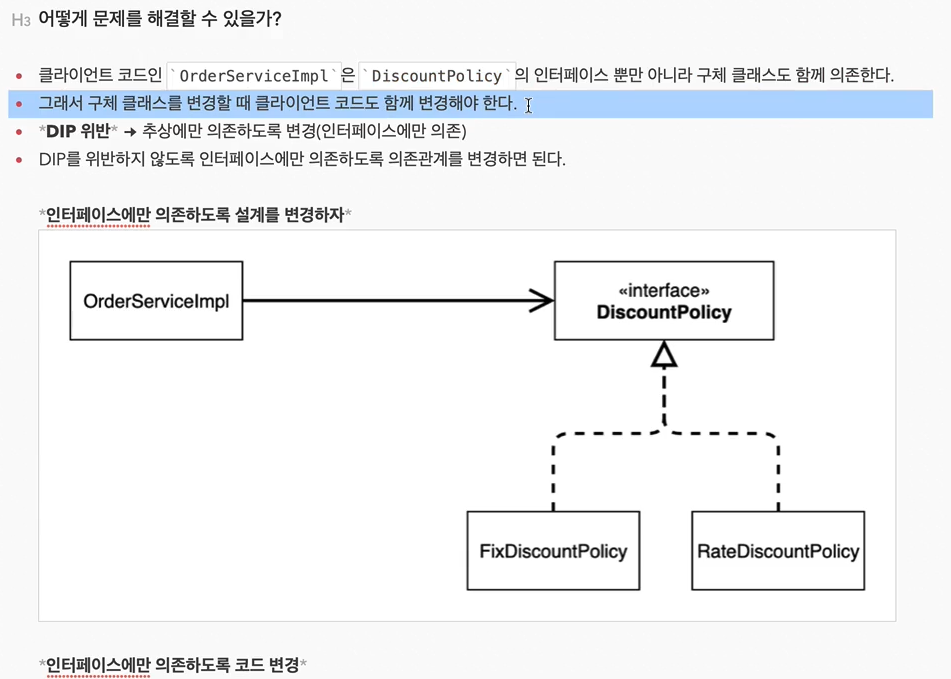 H3 어떻게 문제를 해결할 수 있을가?
• 클라이언트 코드인 `OrderServiceImpl`은 `DiscountPolicy`의 인터페이스 뿐만 아니라 구체 클래스도 함께 의존한다.
• 그래서 구체 클래스를 변경할 때 클라이언트 코드도 함께 변경해야 한다.
• *DIP 위반* → 추상에만 의존하도록 변경(인터페이스에만 의존)
• DIP를 위반하지 않도록 인터페이스에만 의존하도록 의존관계를 변경하면 된다.
*인터페이스에만 의존하도록 설계를 변경하자*
OrderServiceImpl
«interface»
DiscountPolicy
FixDiscountPolicy
RateDiscountPolicy
*인터페이스에만 의존하도록 코드 변경*